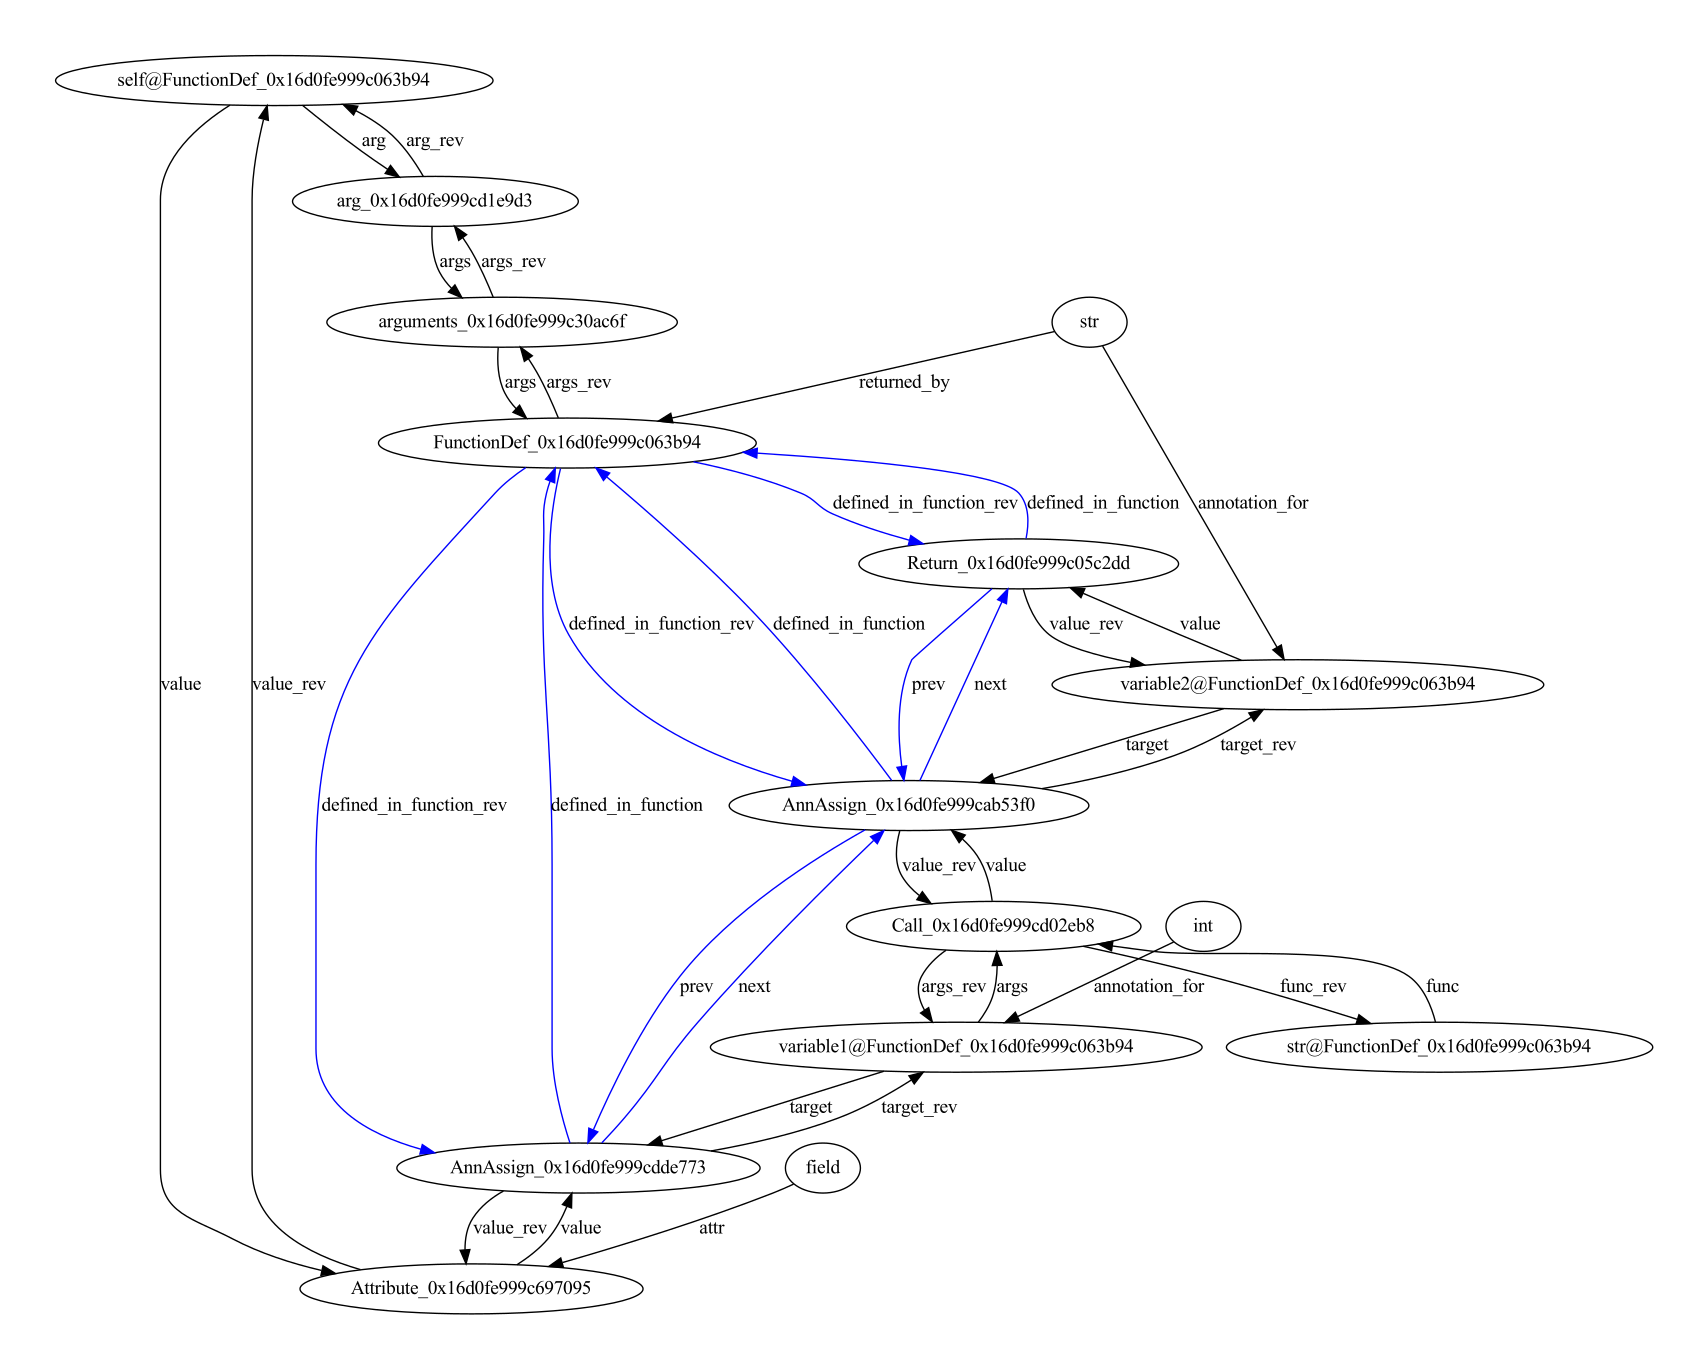 self@FunctionDef_0x16d0fe999c063b94
arg
arg_rev
arg_0x16d0fe999cd1e9d3
args
args_rev
arguments_0x16d0fe999c30ac6f
str
args
args_rev
returned_by
FunctionDef_0x16d0fe999c063b94
defined_in_function_rev
defined_in_function
annotation_for
Return_0x16d0fe999c05c2dd
defined_in_function_rev
defined_in_function
value_rev
value
value
value_rev
prev
next
variable2@FunctionDef_0x16d0fe999c063b94
target
target_rev
defined_in_function_rev
defined_in_function
AnnAssign_0x16d0fe999cab53f0
value_rev
value
Call_0x16d0fe999cd02eb8
int
prev
next
args_rev
args
annotation_for
func_rev
func
variable1@FunctionDef_0x16d0fe999c063b94
str@FunctionDef_0x16d0fe999c063b94
target
target_rev
AnnAssign_0x16d0fe999cdde773
field
value_rev
value
attr
Attribute_0x16d0fe999c697095